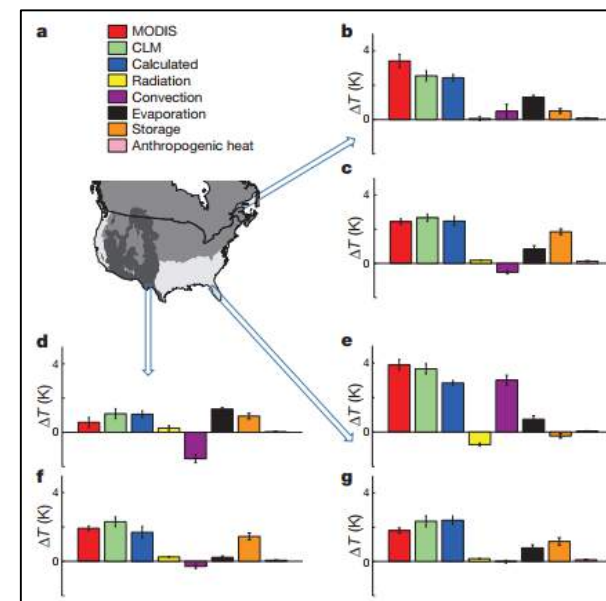 a
MODIS
CLM
Calculated
Radiation
Convection
Evaporation
Storage
Anthropogenic heat
b
4
ΔT (K)
0
c
4
ΔT (K)
0
d
4
ΔT (K)
0
e
4
ΔT (K)
0
f
4
ΔT (K)
0
g
4
ΔT (K)
0